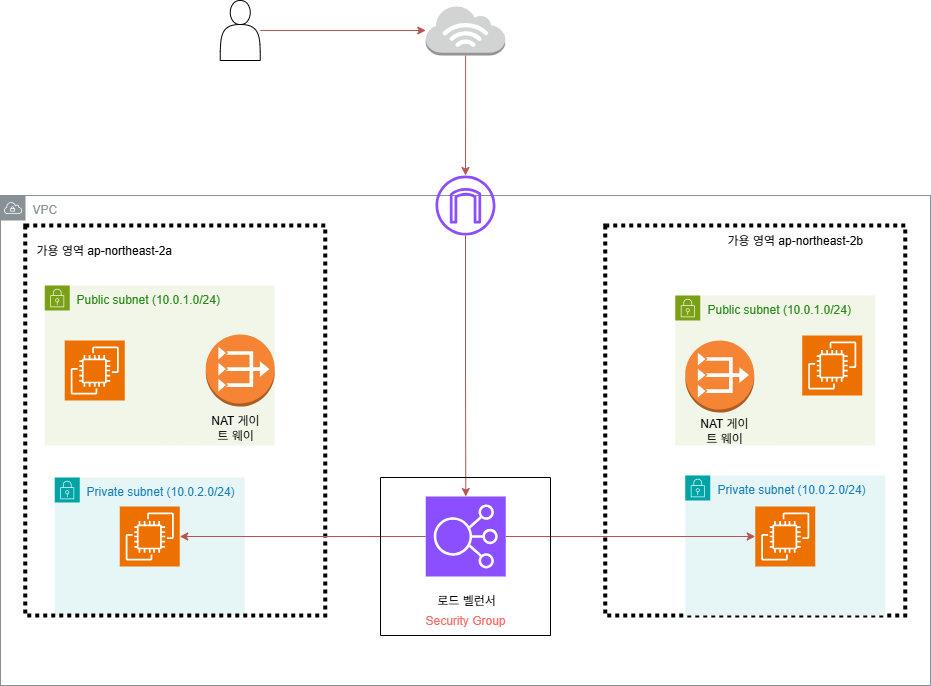 VPC
가용 영역 ap-northeast-2a
Public subnet (10.0.1.0/24)
NAT 게이
트 웨이
Private subnet (10.0.2.0/24)
로드 벨런서
Security Group
가용 영역 ap-northeast-2b
Public subnet (10.0.1.0/24)
NAT 게이
트 웨이
Private subnet (10.0.2.0/24)